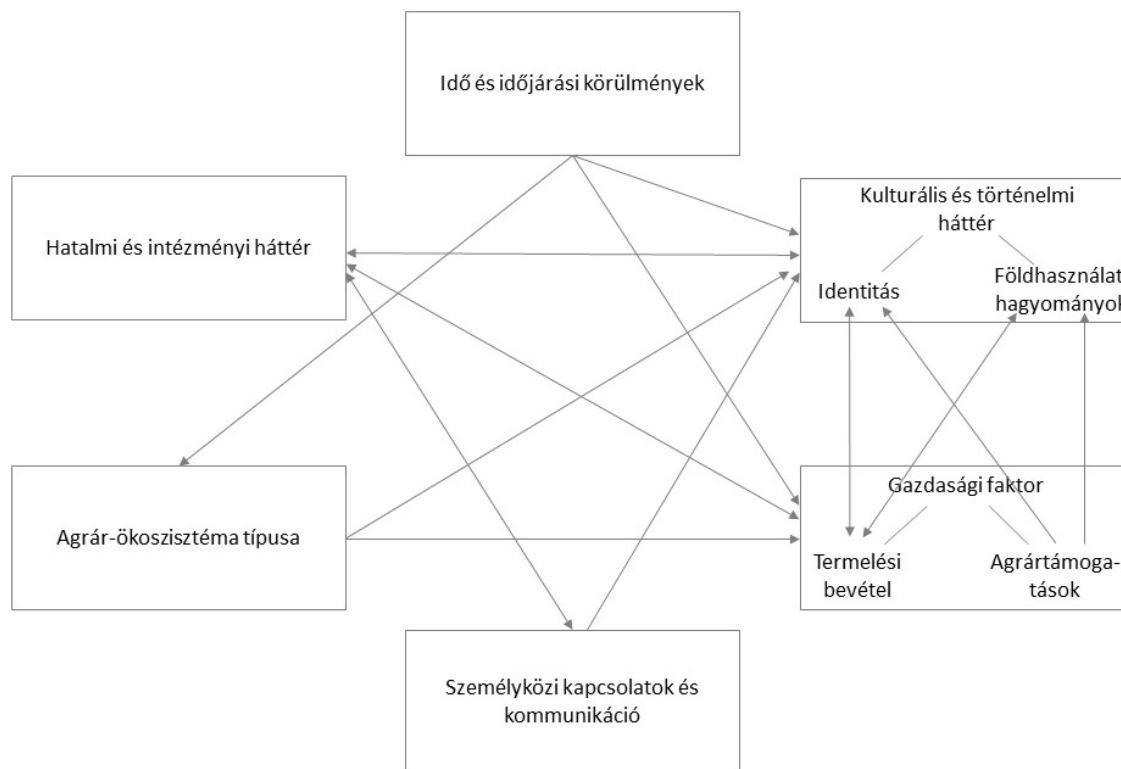 Idő és időjárási körülmények
Hatalmi és intézményi háttér
Kulturális és történelmi
háttér
Identitás
Földhasználat
hagyományok
Agrár-ökoszisztéma típusa
Gazdasági faktor
Termelési
bevétel
Agrártámoga-
tások
Személyközi kapcsolatok és
kommunikáció